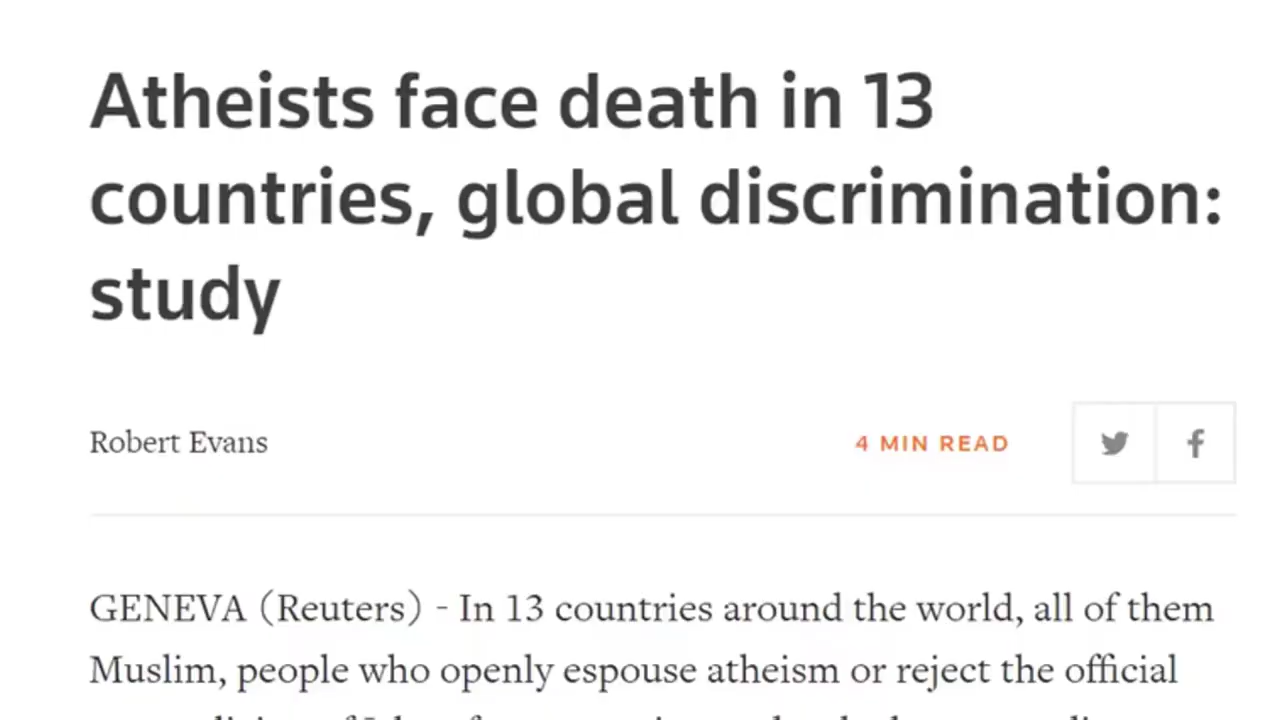 Atheists face death in 13
countries, global discrimination:
study
Robert Evans
4 MIN READ
GENEVA (Reuters) - In 13 countries around the world, all of them
Muslim, people who openly espouse atheism or reject the official